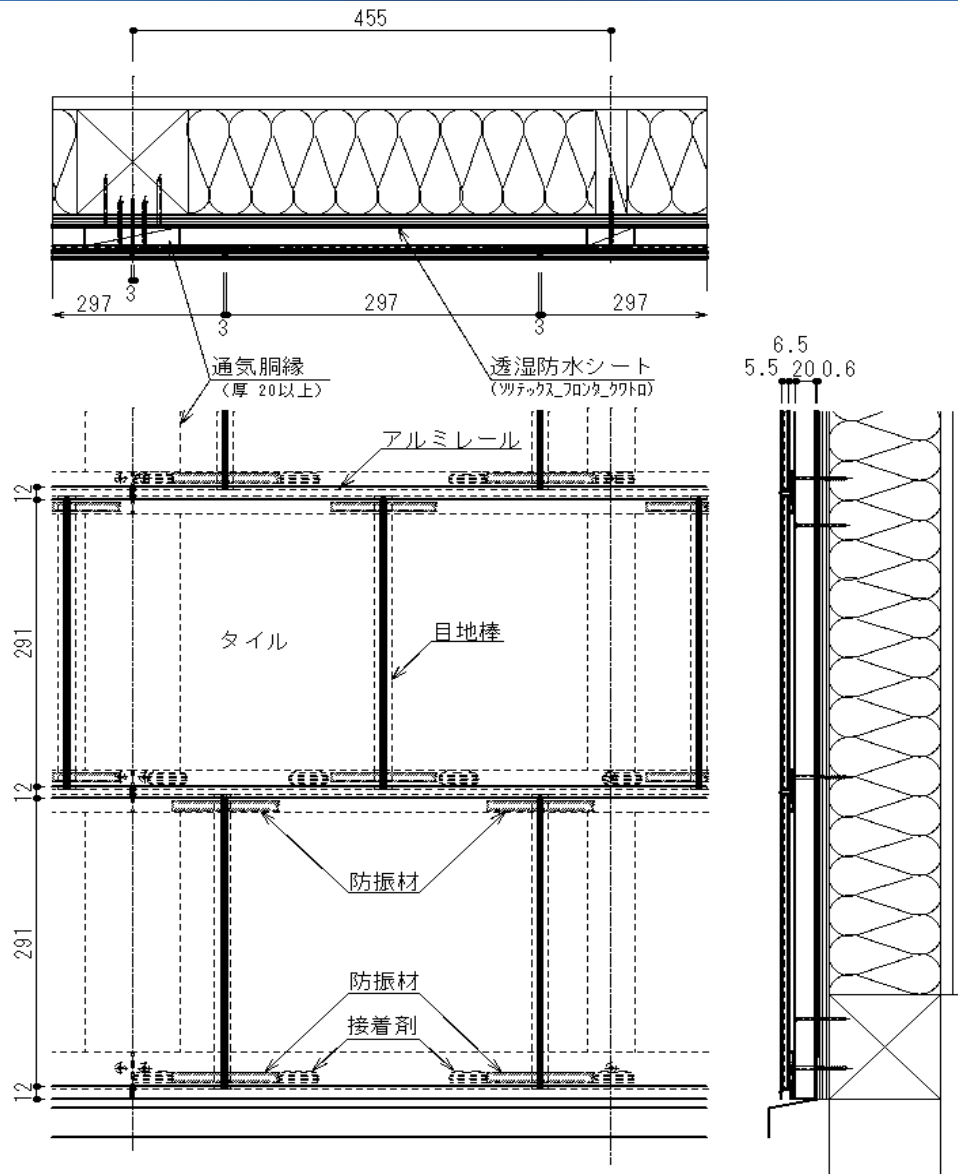 455
3
297
297
297
3
3
通気胴縁
(厚 20以上)
透湿防水シート
(ソリテックス_フロンタ_クワトロ)
6.5
5.5
20
0.6
アルミレール
12
タイル
目地棒
291
12
防振材
291
防振材
接着剤
12